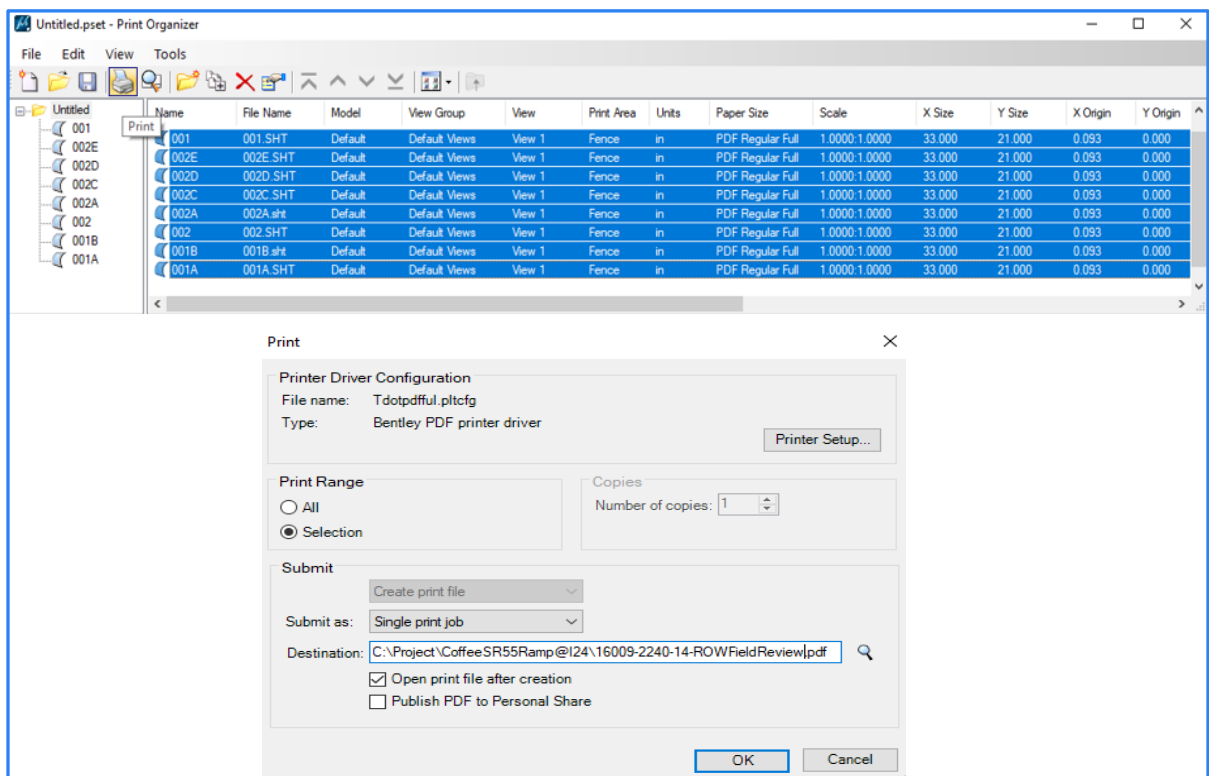 Untitled.pset - Print Organizer
File Edit View Tools
Untitled
001
002E
002D
002C
002A
002
001B
001A
Print
Name File Name Model View Group View Print Area Units Paper Size Scale X Size Y Size X Origin Y Origin
001 001.SHT Default Default Views View 1 Fence in PDF Regular Full 1.0000:1.0000 33.000 21.000 0.093 0.000
002E 002E.SHT Default Default Views View 1 Fence in PDF Regular Full 1.0000:1.0000 33.000 21.000 0.093 0.000
002D 002D.SHT Default Default Views View 1 Fence in PDF Regular Full 1.0000:1.0000 33.000 21.000 0.093 0.000
002C 002C.SHT Default Default Views View 1 Fence in PDF Regular Full 1.0000:1.0000 33.000 21.000 0.093 0.000
002A 002A.sht Default Default Views View 1 Fence in PDF Regular Full 1.0000:1.0000 33.000 21.000 0.093 0.000
002 002.SHT Default Default Views View 1 Fence in PDF Regular Full 1.0000:1.0000 33.000 21.000 0.093 0.000
001B 001B.sht Default Default Views View 1 Fence in PDF Regular Full 1.0000:1.0000 33.000 21.000 0.093 0.000
001A 001A.SHT Default Default Views View 1 Fence in PDF Regular Full 1.0000:1.0000 33.000 21.000 0.093 0.000
Print
Printer Driver Configuration
File name: Tdotpdfful.pltcfg
Type: Bentley PDF printer driver
Printer Setup...
Print Range
All
Selection
Copies
Number of copies: 1
Submit
Create print file
Submit as: Single print job
Destination: C:\Project\CoffeeSR55Ramp@I24\16009-2240-14-ROWFieldReview.pdf
Open print file after creation
Publish PDF to Personal Share
OK Cancel